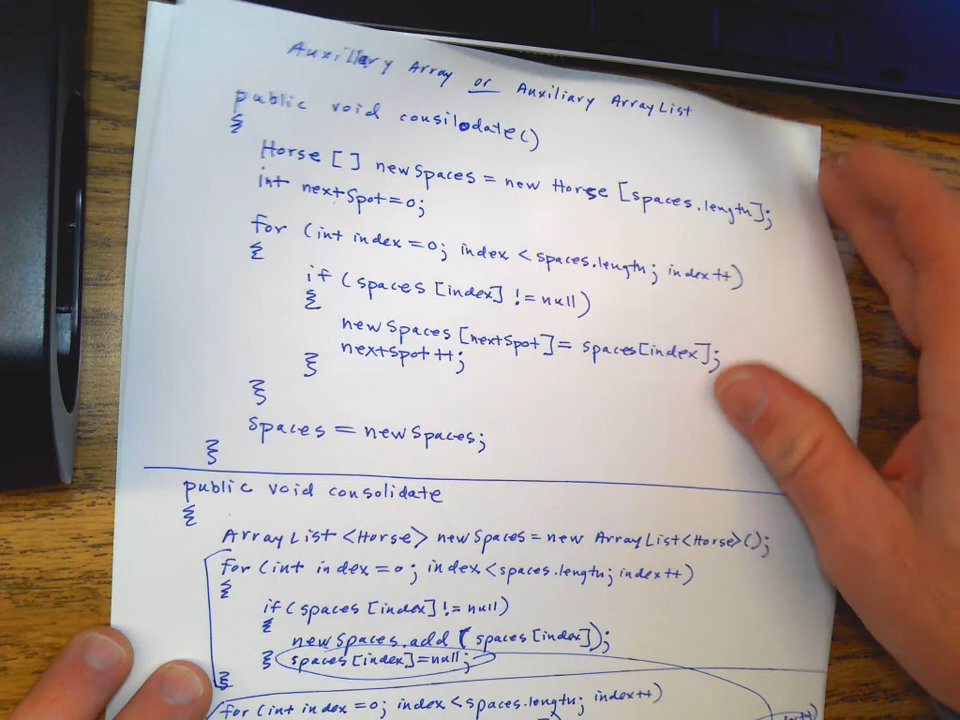 Auxillary Array or Auxiliary ArrayList
public void consilodate()
{
Horse [] newSpaces = new Horse [spaces.length];
int nextSpot=0;
for (int index=0; index<spaces.length; index++)
{
if (spaces [index] != null)
{
newSpaces [nextSpot]= spaces[index];
nextSpot++;
}
}
spaces = newSpaces;
}
public void consolidate
{
ArrayList <Horse> newSpaces = new ArrayList<Horse>();
for (int index=0; index<spaces.length; index++)
{
if (spaces [index] != null)
{
newSpaces.add (spaces [index]);
} spaces [index]=null;
}
for (int index=0; index<spaces.length; index++)